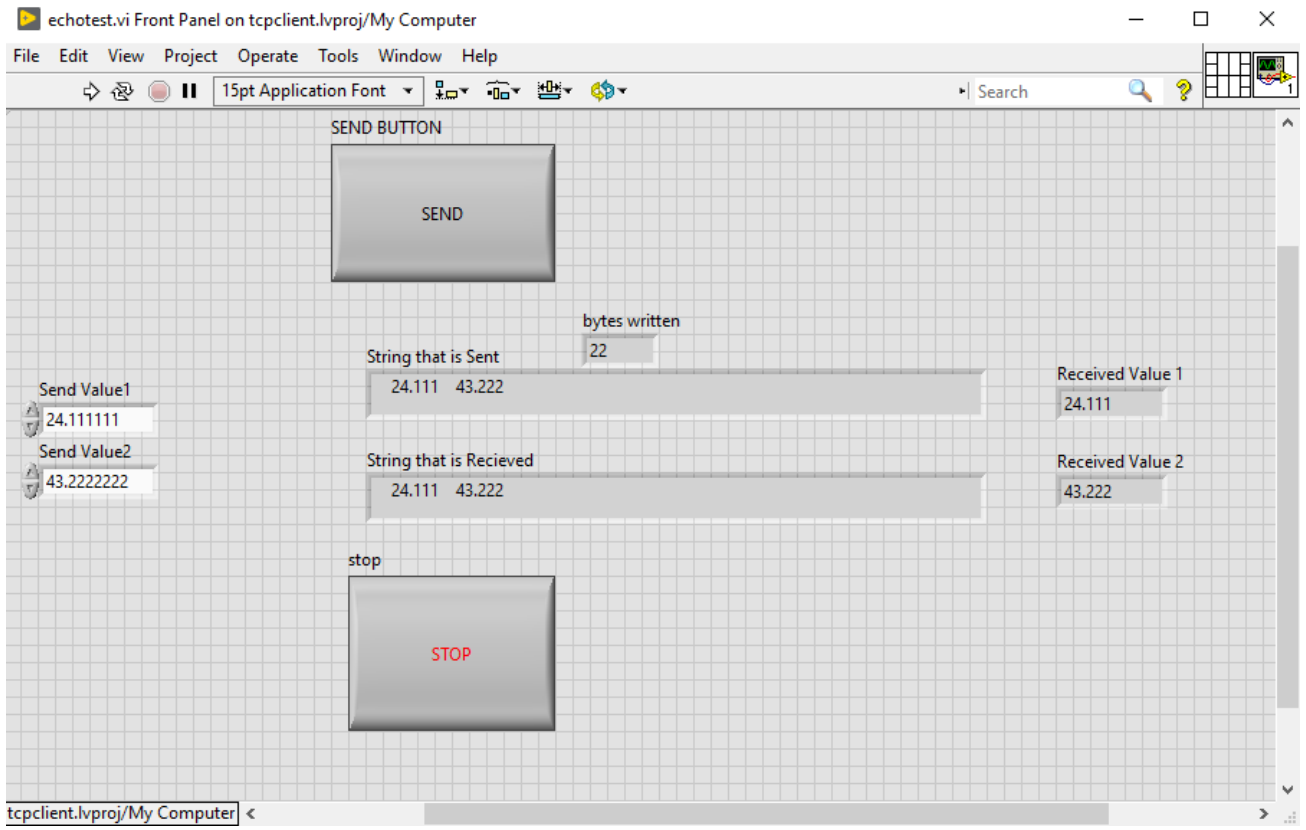 echotest.vi Front Panel on tcpclient.lvproj/My Computer
File Edit View Project Operate Tools Window Help
15pt Application Font
Search
1
SEND BUTTON
SEND
bytes written
22
String that is Sent
24.111 43.222
Send Value1
24.111111
Send Value2
43.2222222
String that is Recieved
24.111 43.222
Received Value 1
24.111
Received Value 2
43.222
stop
STOP
tcpclient.lvproj/My Computer